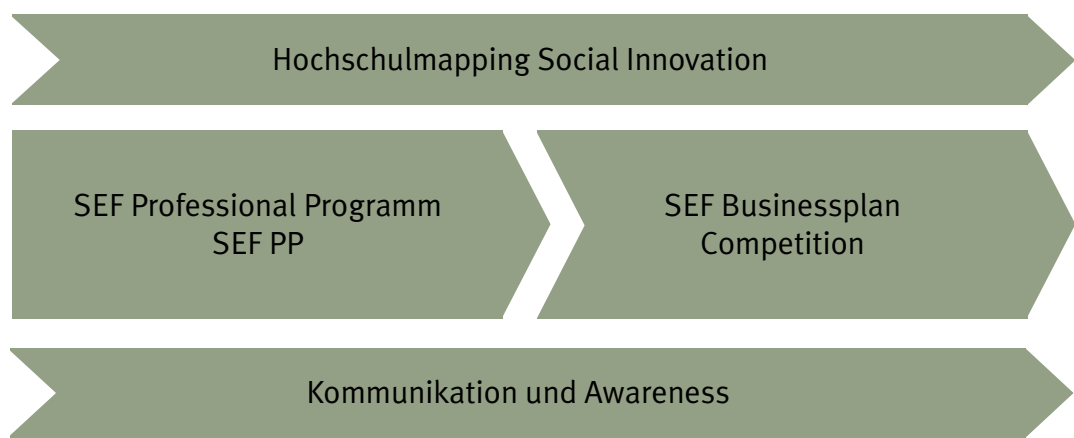 Hochschulmapping Social Innovation
SEF Professional Programm
SEF PP
SEF Businessplan
Competition
Kommunikation und Awareness